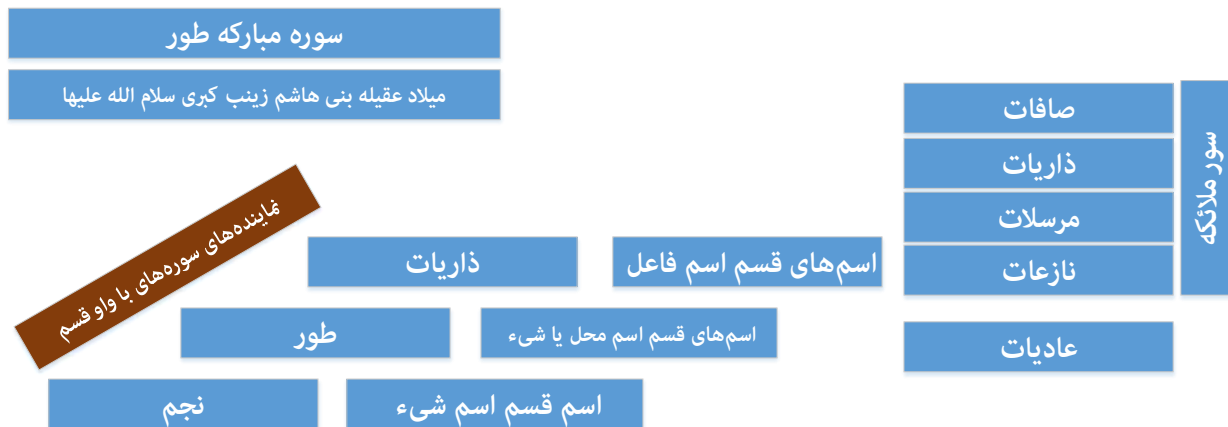 سوره مبارکه طور
میلاد عقیله بنی هاشم زینب کبری سلام الله علیها
سور ملائکه
صافات
ذاریات
مرسلات
نازعات
عادیات
نماینده‌های سوره‌های با واو قسم
اسم‌های قسم اسم فاعل
ذاریات
اسم‌های قسم اسم محل یا شیء
طور
اسم قسم اسم شیء
نجم